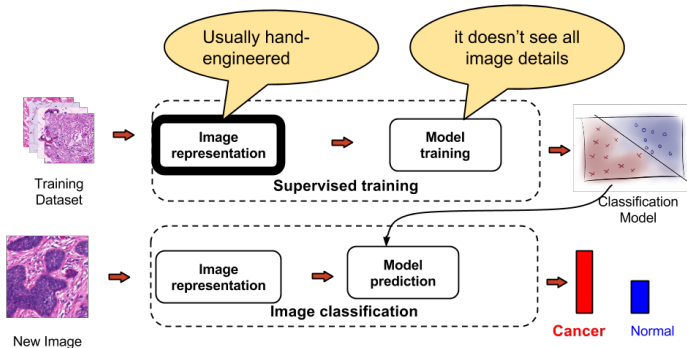 Usually hand-
engineered
it doesn't see all
image details
Image
representation
Model
training
Supervised training
Training
Dataset
Classification
Model
Image
representation
Model
prediction
Image classification
New Image
Cancer
Normal